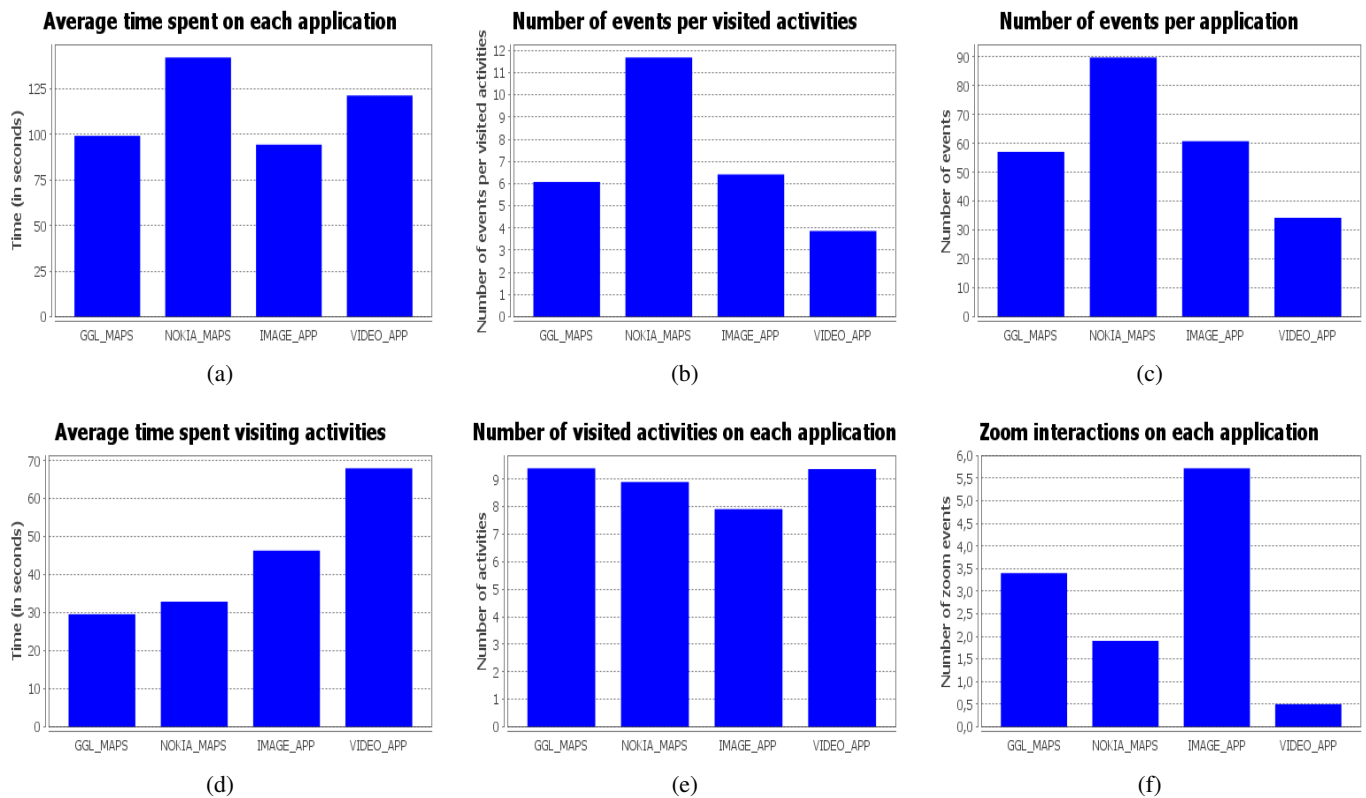 Average time spent on each application
Time (in seconds)
125
100
75
50
25
0
GGL_MAPS NOKIA_MAPS IMAGE_APP VIDEO_APP
(a)
Number of events per visited activities
Number of events per visited activities
12
11
10
9
8
7
6
5
4
3
2
1
0
GGL_MAPS NOKIA_MAPS IMAGE_APP VIDEO_APP
(b)
Number of events per application
Number of events
90
80
70
60
50
40
30
20
10
0
GGL_MAPS NOKIA_MAPS IMAGE_APP VIDEO_APP
(c)
Average time spent visiting activities
Time (in seconds)
70
60
50
40
30
20
10
0
GGL_MAPS NOKIA_MAPS IMAGE_APP VIDEO_APP
(d)
Number of visited activities on each application
Number of activities
9
8
7
6
5
4
3
2
1
0
GGL_MAPS NOKIA_MAPS IMAGE_APP VIDEO_APP
(e)
Zoom interactions on each application
Number of zoom events
6,0
5,5
5,0
4,5
4,0
3,5
3,0
2,5
2,0
1,5
1,0
0,5
0,0
GGL_MAPS NOKIA_MAPS IMAGE_APP VIDEO_APP
(f)